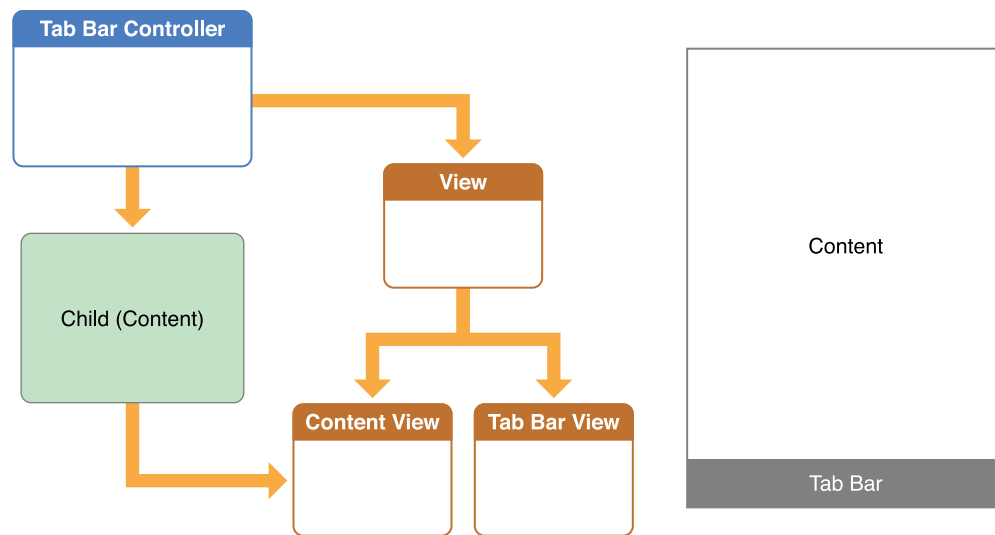 Tab Bar Controller
View
Content
Child (Content)
Content View
Tab Bar View
Tab Bar